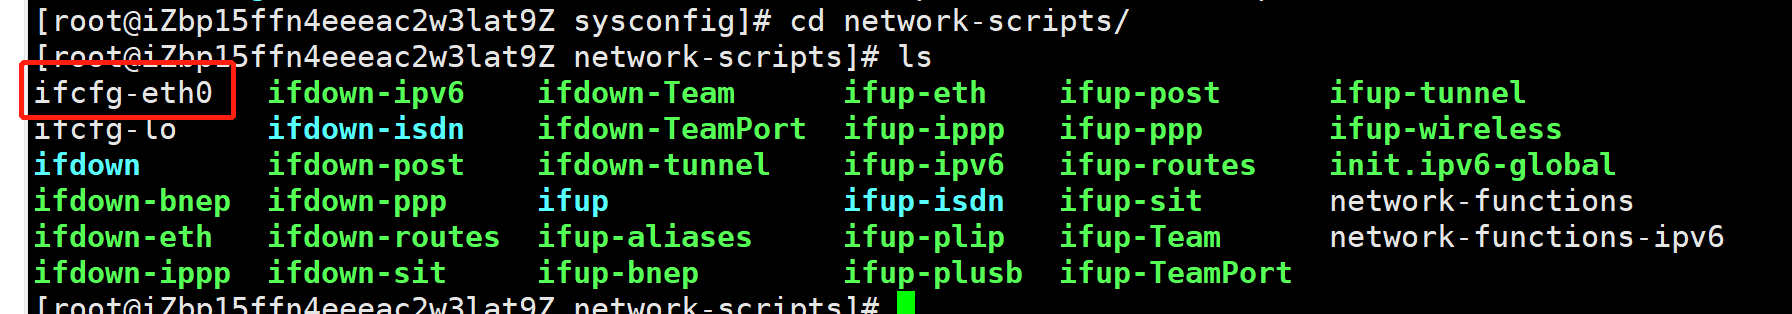 [root@iZbp15ffn4eeeac2w3lat9Z sysconfig]# cd network-scripts/
[root@iZbp15ffn4eeeac2w3lat9Z network-scripts]# ls
ifcfg-eth0 ifdown-ipv6 ifdown-Team ifup-eth ifup-post ifup-tunnel
ifcfg-lo ifdown-isdn ifdown-TeamPort ifup-ippp ifup-ppp ifup-wireless
ifdown ifdown-post ifdown-tunnel ifup-ipv6 ifup-routes init.ipv6-global
ifdown-bnep ifdown-ppp ifup ifup-isdn ifup-sit network-functions
ifdown-eth ifdown-routes ifup-aliases ifup-plip ifup-Team network-functions-ipv6
ifdown-ippp ifdown-sit ifup-bnep ifup-plusb ifup-TeamPort
[root@iZbp15ffn4eeeac2w3lat9Z network-scripts]#